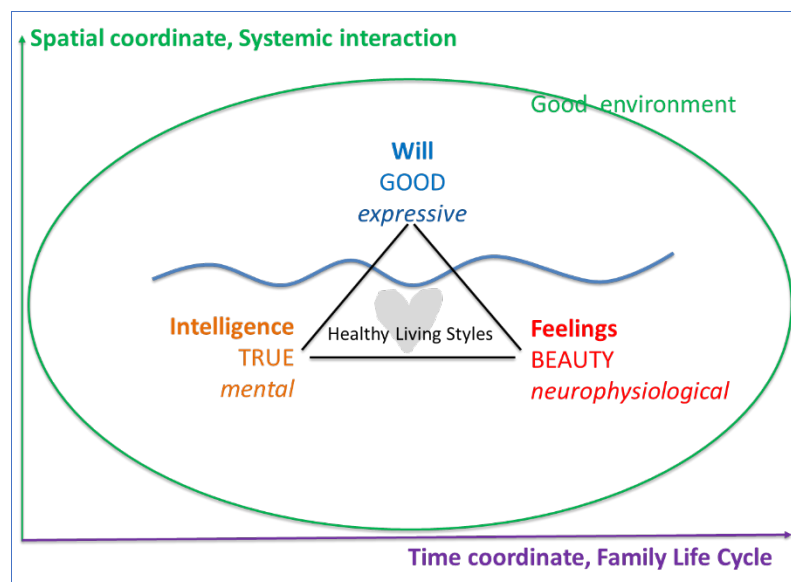 Spatial coordinate, Systemic interaction
Good environment
Will
GOOD
expressive
Intelligence
TRUE
mental
Healthy Living Styles
Feelings
BEAUTY
neurophysiological
Time coordinate, Family Life Cycle